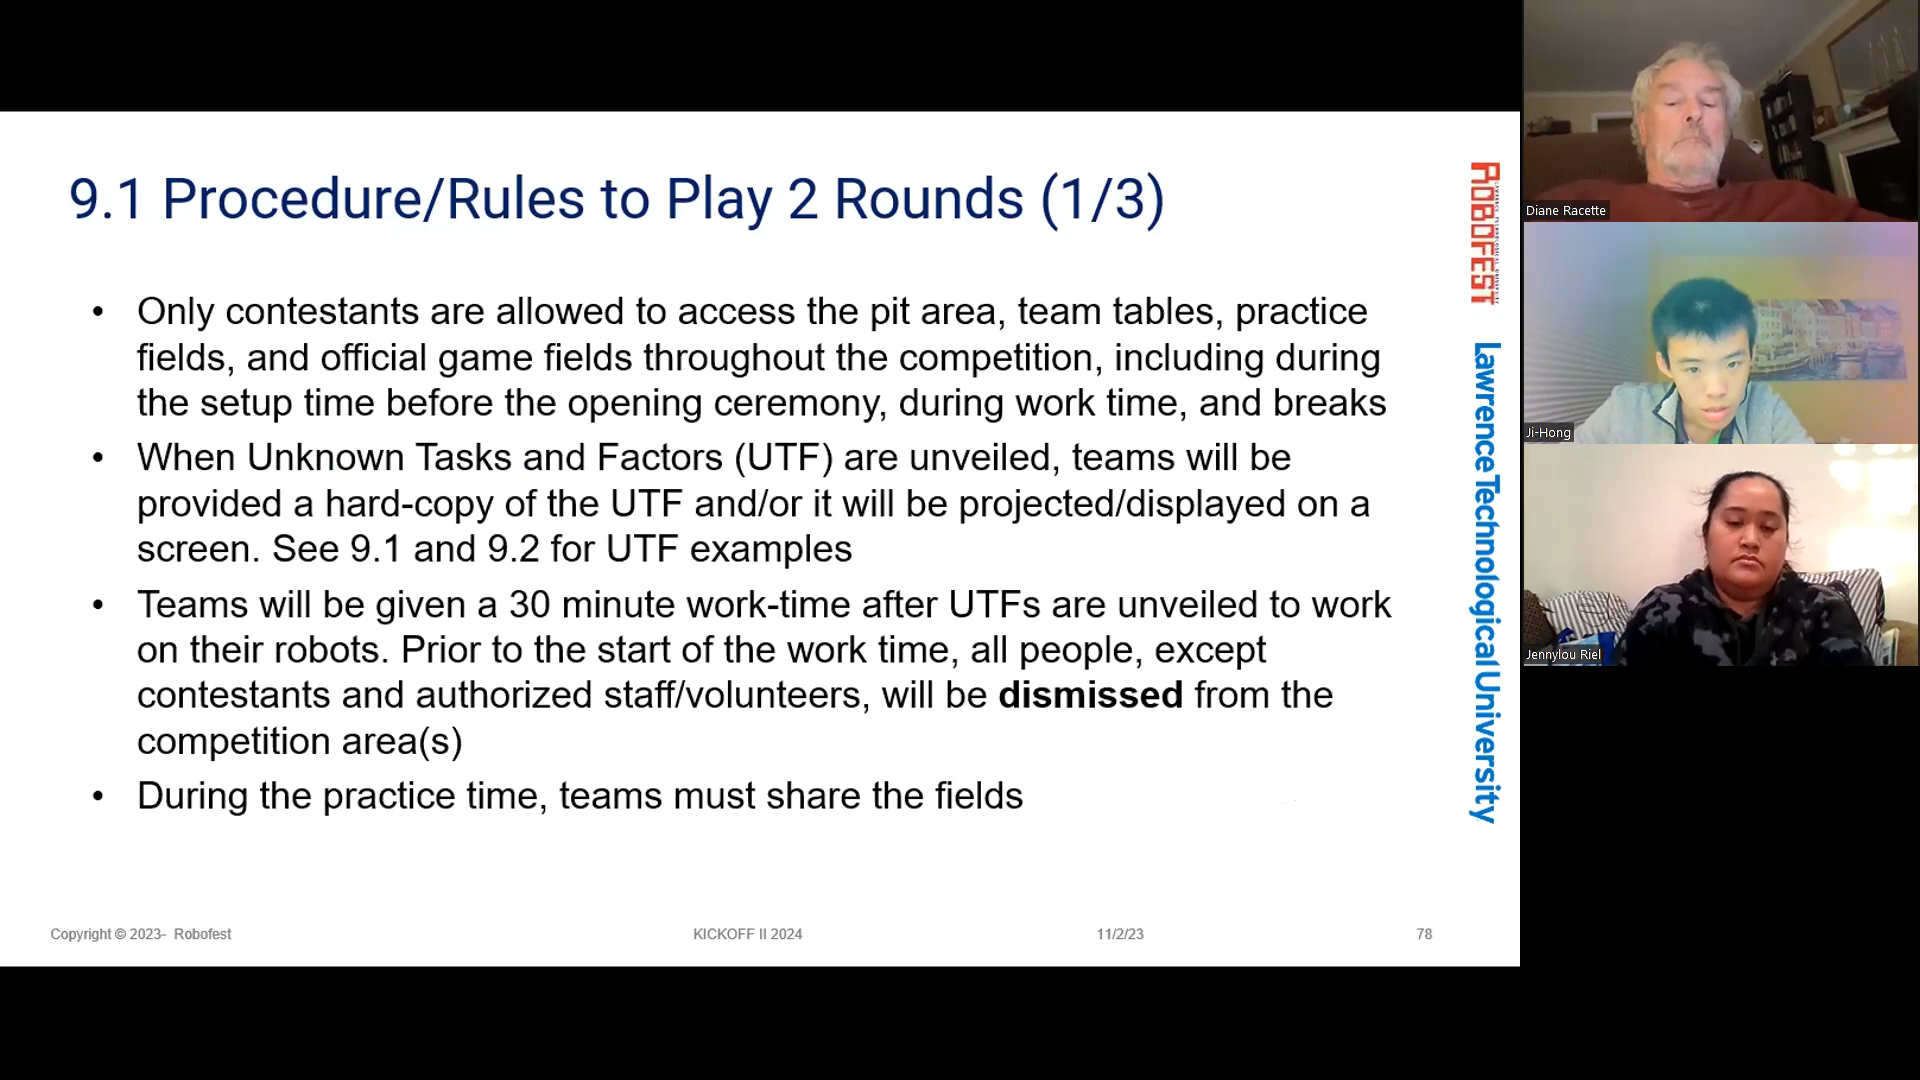 9.1 Procedure/Rules to Play 2 Rounds (1/3)
• Only contestants are allowed to access the pit area, team tables, practice
fields, and official game fields throughout the competition, including during
the setup time before the opening ceremony, during work time, and breaks
• When Unknown Tasks and Factors (UTF) are unveiled, teams will be
provided a hard-copy of the UTF and/or it will be projected/displayed on a
screen. See 9.1 and 9.2 for UTF examples
• Teams will be given a 30 minute work-time after UTFs are unveiled to work
on their robots. Prior to the start of the work time, all people, except
contestants and authorized staff/volunteers, will be dismissed from the
competition area(s)
• During the practice time, teams must share the fields
Copyright © 2023- Robofest
KICKOFF II 2024
11/2/23
78
ROBOFEST
LAWRENCE TECHNOLOGICAL UNIVERSITY
Lawrence Technological University
Diane Racette
Ji-Hong
Jennylou Riel